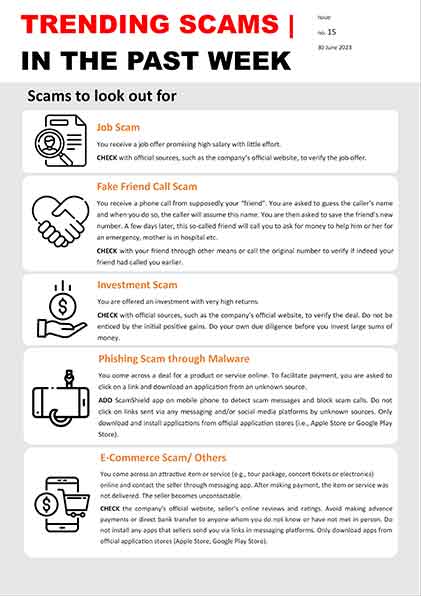 TRENDING SCAMS |
IN THE PAST WEEK
Issue
no. 15
30 June 2023
Scams to look out for
Job Scam
You receive a job offer promising high salary with little effort.
CHECK with official sources, such as the company's official website, to verify the job offer.
Fake Friend Call Scam
You receive a phone call from supposedly your "friend". You are asked to guess the caller's name
and when you do so, the caller will assume this name. You are then asked to save the friend's new
number. A few days later, this so-called friend will call you to ask for money to help him or her for
an emergency, mother is in hospital etc.
CHECK with your friend through other means or call the original number to verify if indeed your
friend had called you earlier.
Investment Scam
You are offered an investment with very high returns.
CHECK with official sources, such as the company's official website, to verify the deal. Do not be
enticed by the initial positive gains. Do your own due diligence before you invest large sums of
money.
Phishing Scam through Malware
You come across a deal for a product or service online. To facilitate payment, you are asked to
click on a link and download an application from an unknown source.
ADD ScamShield app on mobile phone to detect scam messages and block scam calls. Do not
click on links sent via any messaging and/or social media platforms by unknown sources. Only
download and install applications from official application stores (i.e., Apple Store or Google Play
Store).
E-Commerce Scam/ Others
You come across an attractive item or service (e.g., tour package, concert tickets or electronics)
online and contact the seller through messaging app. After making payment, the item or service was
not delivered. The seller becomes uncontactable.
CHECK the company's official website, seller's online reviews and ratings. Avoid making advance
payments or direct bank transfer to anyone whom you do not know or have not met in person. Do
not install any apps that sellers send you via links in messaging platforms. Only download apps from
official application stores (Apple Store, Google Play Store).